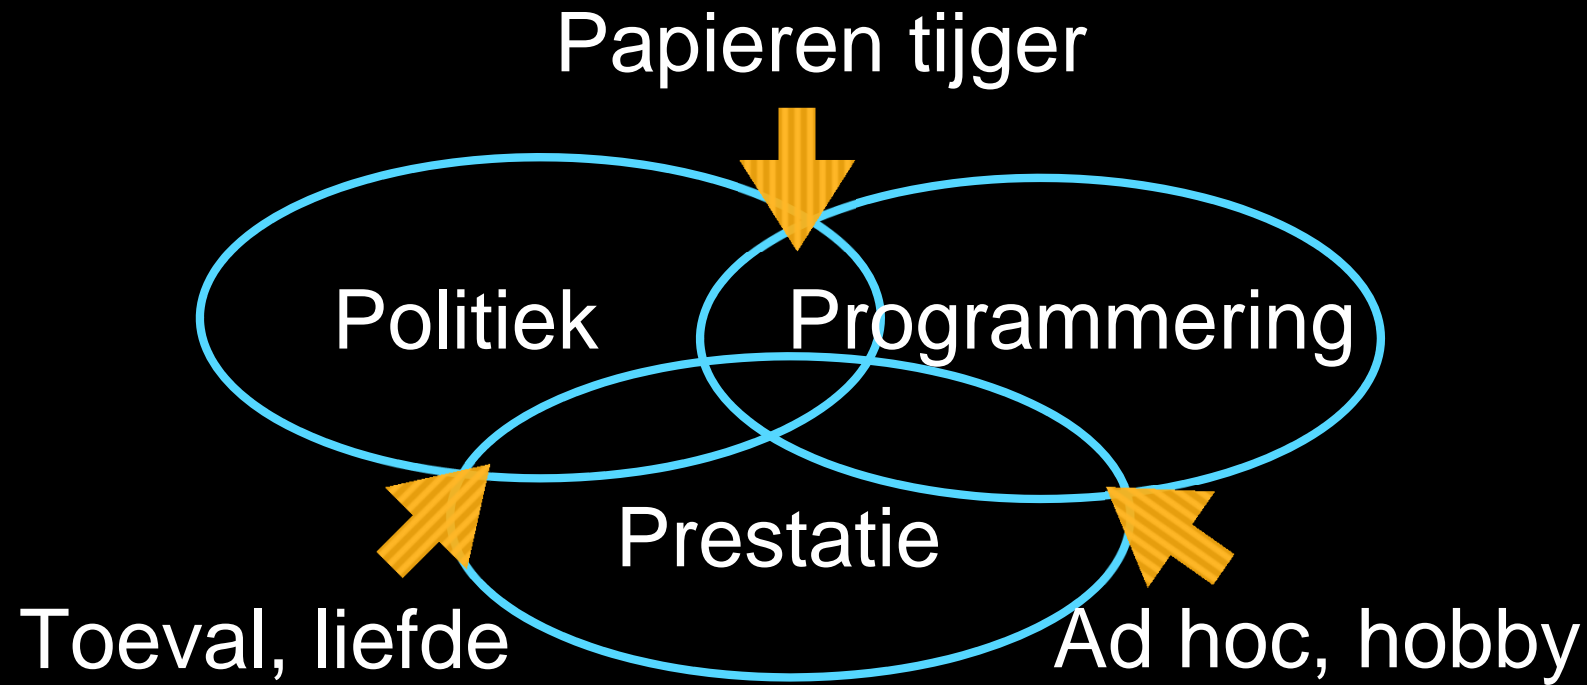 Papieren tijger
Politiek
Programmering
Prestatie
Toeval, liefde
Ad hoc, hobby